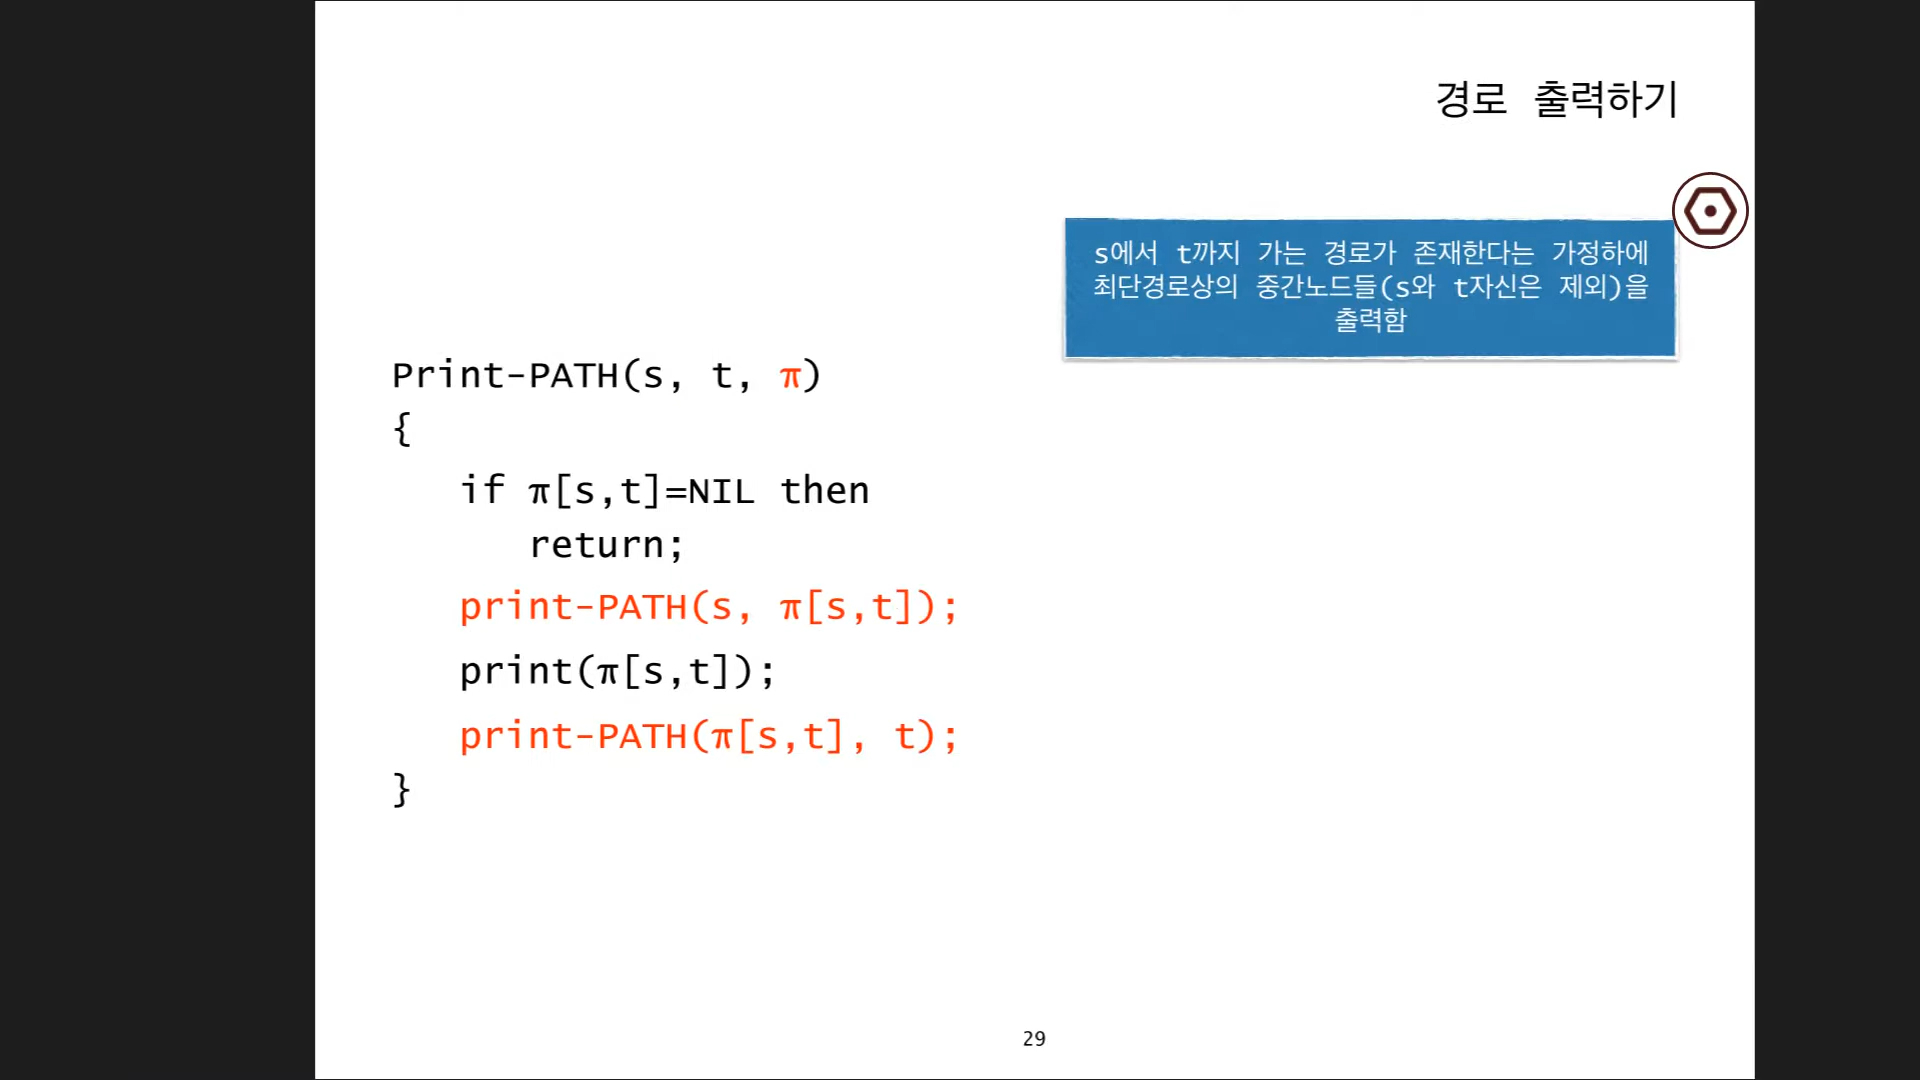 경로 출력하기
s에서 t까지 가는 경로가 존재한다는 가정하에
최단경로상의 중간노드들(s와 t자신은 제외)을
출력함
Print-PATH(s, t, π)
{
if π[s,t]=NIL then
return;
print-PATH(s, π[s,t]);
print(π[s,t]);
print-PATH(π[s,t], t);
}
29